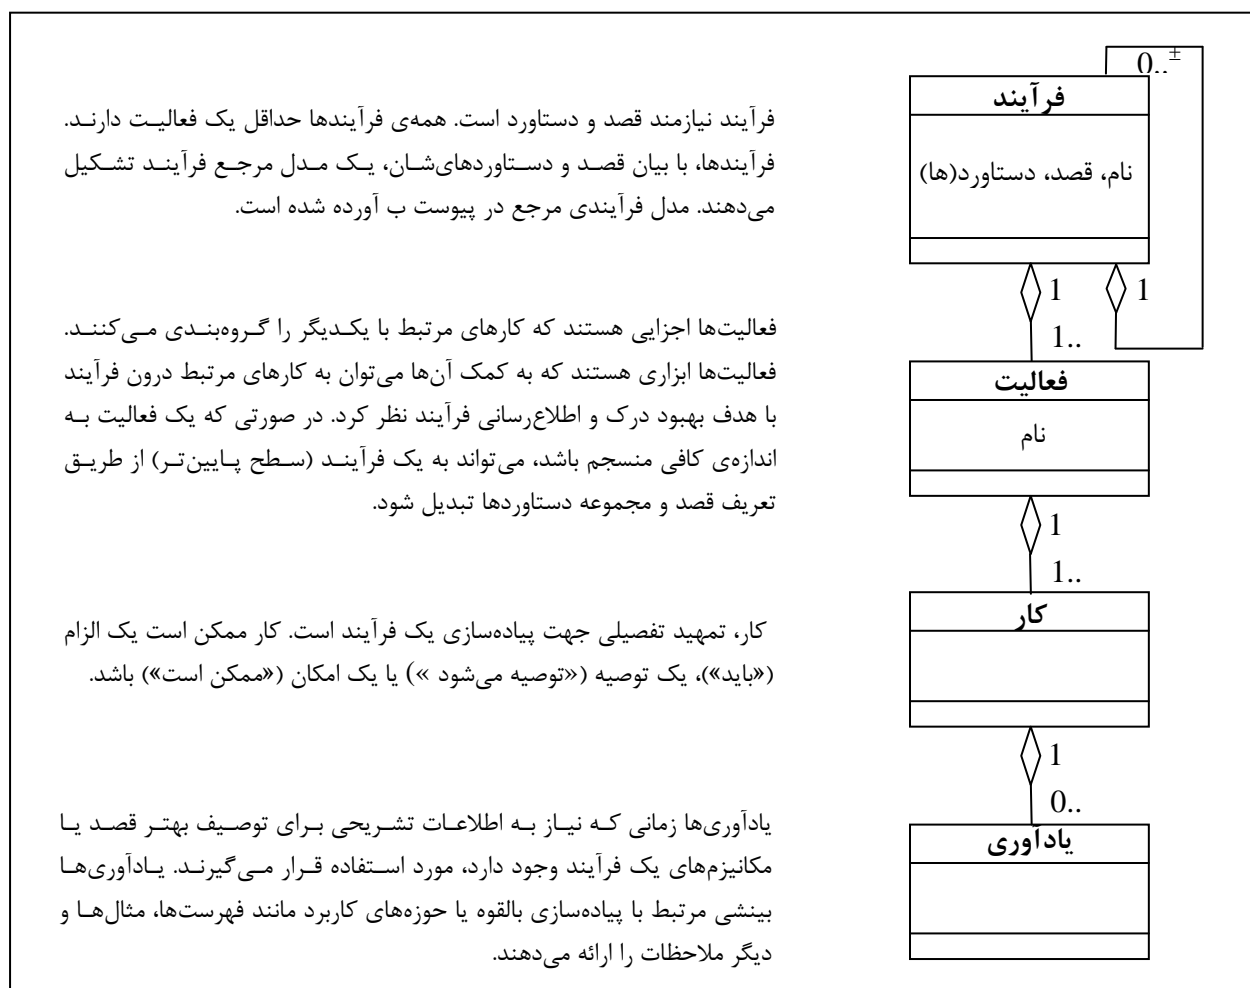 0..±
فرآیند
نام، قصد، دستاورد(ها)
فرآیند نیازمند قصد و دستاورد است. همه‌ی فرآیندها حداقل یک فعالیت دارند.
فرآیندها، با بیان قصد و دستاوردهای‌شان، یک مدل مرجع فرآیند تشکیل
می‌دهند. مدل فرآیندی مرجع در پیوست ب آورده شده است.
1
1
1..
فعالیت
نام
فعالیت‌ها اجزایی هستند که کارهای مرتبط با یکدیگر را گروه‌بندی می‌کنند.
فعالیت‌ها ابزاری هستند که به کمک آن‌ها می‌توان به کارهای مرتبط درون فرآیند
با هدف بهبود درک و اطلاع‌رسانی فرآیند نظر کرد. در صورتی که یک فعالیت به
اندازه‌ی کافی منسجم باشد، می‌تواند به یک فرآیند (سطح پایین‌تر) از طریق
تعریف قصد و مجموعه دستاوردها تبدیل شود.
1
1..
کار
کار، تمهید تفصیلی جهت پیاده‌سازی یک فرآیند است. کار ممکن است یک الزام
(«باید»)، یک توصیه («توصیه می‌شود ») یا یک امکان («ممکن است») باشد.
1
0..
یادآوری
یادآوری‌ها زمانی که نیاز به اطلاعات تشریحی برای توصیف بهتر قصد یا
مکانیزم‌های یک فرآیند وجود دارد، مورد استفاده قرار می‌گیرند. یادآوری‌ها
بینشی مرتبط با پیاده‌سازی بالقوه یا حوزه‌های کاربرد مانند فهرست‌ها، مثال‌ها و
دیگر ملاحظات را ارائه می‌دهند.